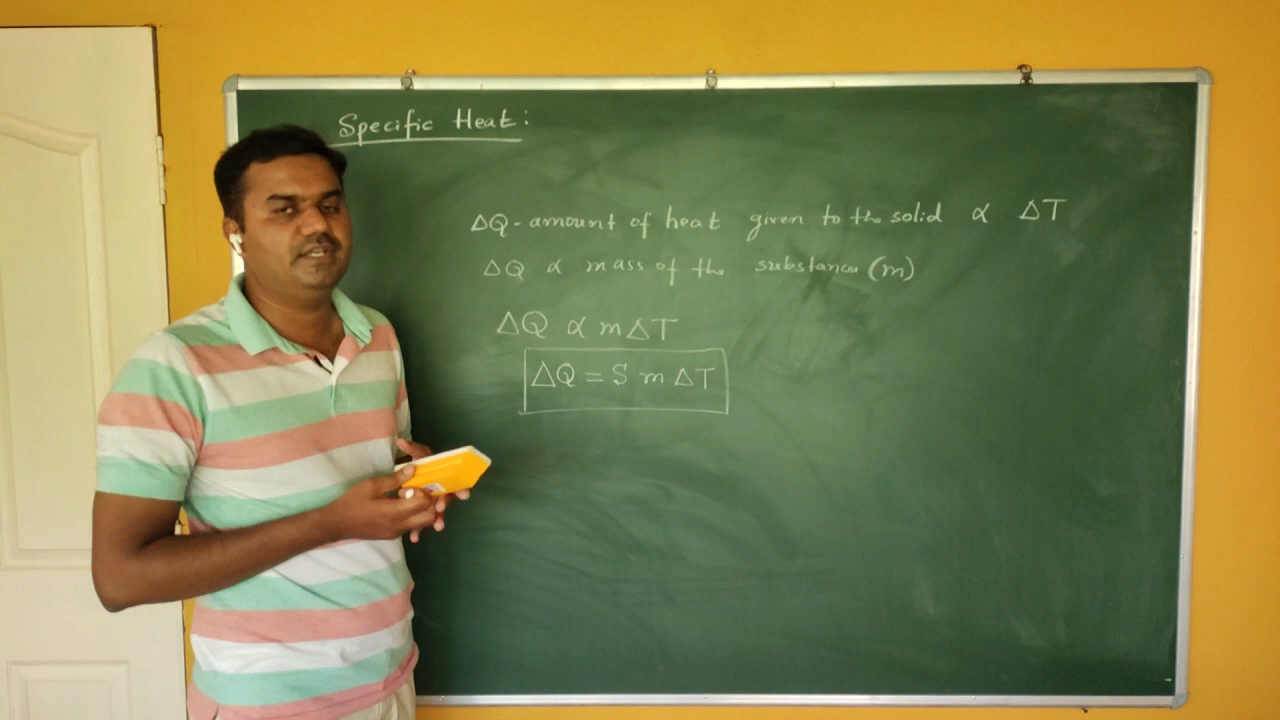 Specific Heat:
ΔQ - amount of heat given to the solid ∝ ΔT
ΔQ ∝ mass of the substance (m)
ΔQ ∝ m ΔT
ΔQ = S m ΔT